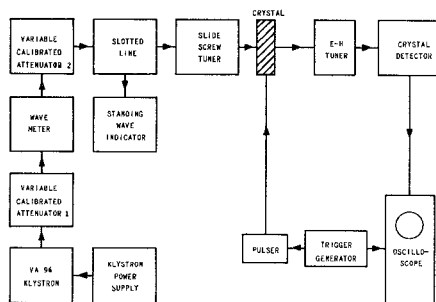 CRYSTAL
VARIABLE
CALIBRATED
ATTENUATOR 2
SLOTTED
LINE
SLIDE
SCREW
TUNER
E-H
TUNER
CRYSTAL
DETECTOR
WAVE
METER
STANDING
WAVE
INDICATOR
VARIABLE
CALIBRATED
ATTENUATOR 1
VA 96
KLYSTRON
KLYSTRON
POWER
SUPPLY
PULSER
TRIGGER
GENERATOR
OSCILLO-
SCOPE